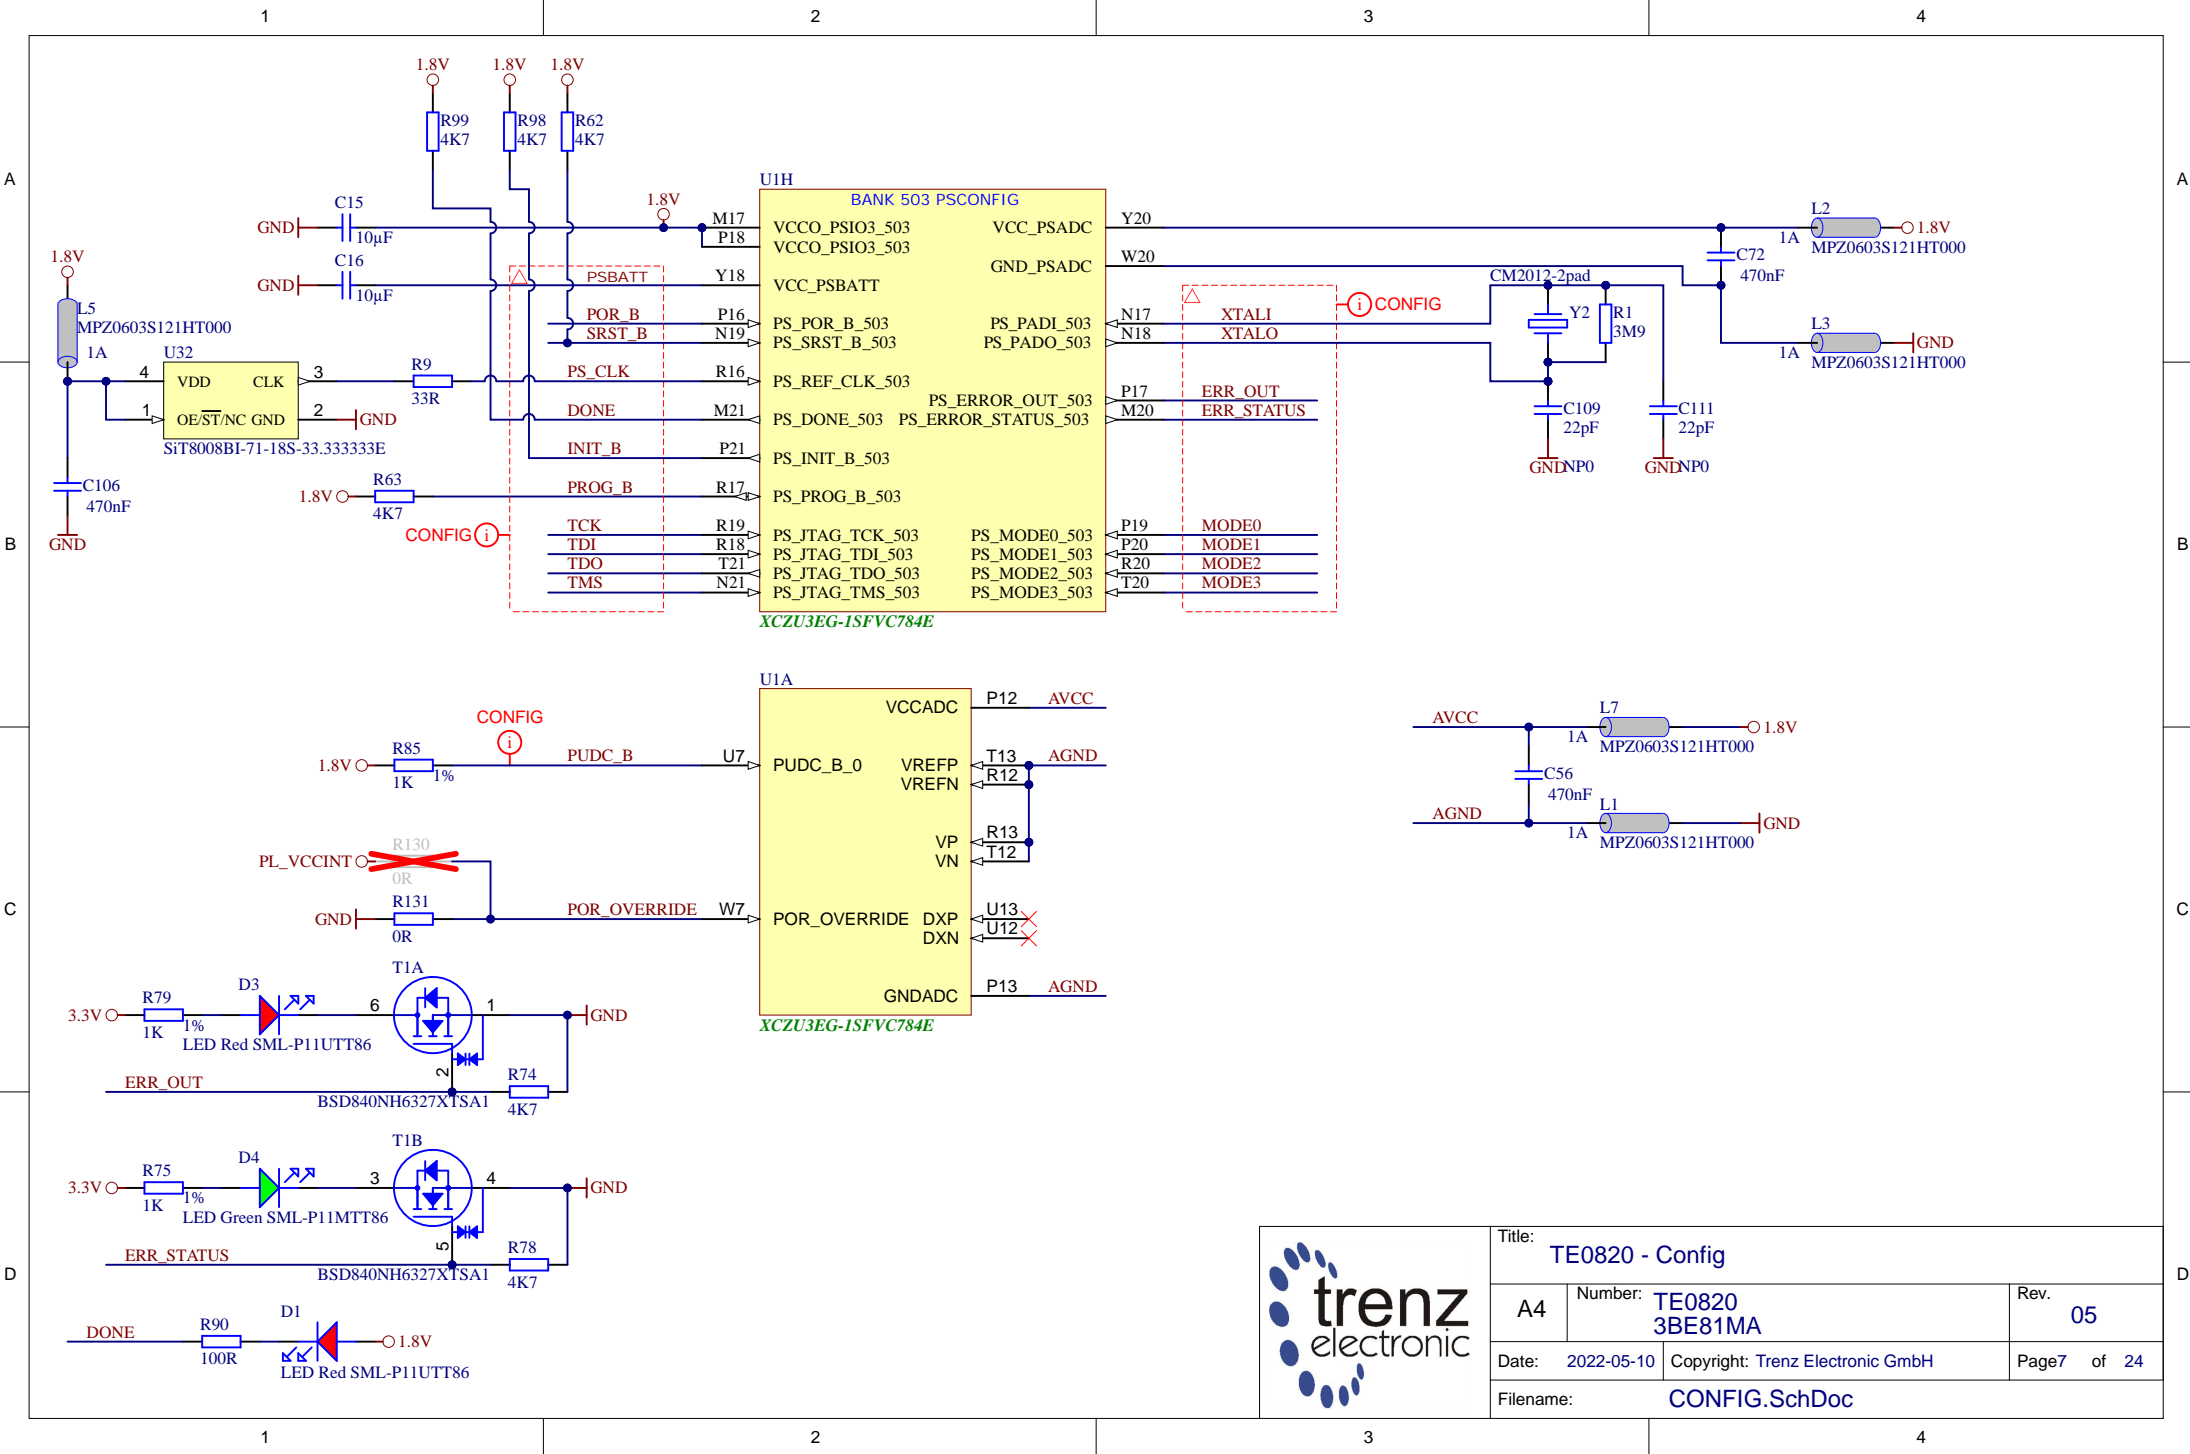 1 2 3 4
A A
B B
C C
D D
1.8V 1.8V 1.8V
R99 4K7
R98 4K7
R62 4K7
1.8V
C15
GND 10µF
C16
GND 10µF
1.8V
L5
MPZ0603S121HT000
1A
U32
4 VDD CLK 3
1 OE/ST/NC GND 2 GND
SiT8008BI-71-18S-33.333333E
C106
470nF
GND
R9
33R
1.8V R63
4K7
CONFIG i
PSBATT
POR_B
SRST_B
PS_CLK
DONE
INIT_B
PROG_B
TCK
TDI
TDO
TMS
U1H
BANK 503 PSCONFIG
M17 VCCO_PSIO3_503
P18 VCCO_PSIO3_503
Y18 VCC_PSBATT
P16 PS_POR_B_503
N19 PS_SRST_B_503
R16 PS_REF_CLK_503
M21 PS_DONE_503
P21 PS_INIT_B_503
R17 PS_PROG_B_503
R19 PS_JTAG_TCK_503
R18 PS_JTAG_TDI_503
T21 PS_JTAG_TDO_503
N21 PS_JTAG_TMS_503
VCC_PSADC Y20
GND_PSADC W20
PS_PADI_503 N17 XTALI
PS_PADO_503 N18 XTALO
PS_ERROR_OUT_503 P17 ERR_OUT
PS_ERROR_STATUS_503 M20 ERR_STATUS
PS_MODE0_503 P19 MODE0
PS_MODE1_503 P20 MODE1
PS_MODE2_503 R20 MODE2
PS_MODE3_503 T20 MODE3
XCZU3EG-1SFVC784E
i CONFIG
CM2012-2pad
Y2
R1
3M9
C109
22pF
GND NP0
C111
22pF
GND NP0
L2
1A 1.8V
MPZ0603S121HT000
C72
470nF
L3
1A GND
MPZ0603S121HT000
U1A
VCCADC P12 AVCC
PUDC_B_0
VREFP T13 AGND
VREFN R12
VP R13
VN T12
POR_OVERRIDE DXP U13
DXN U12
GNDADC P13 AGND
XCZU3EG-1SFVC784E
CONFIG
i
1.8V R85 PUDC_B U7
1K 1%
R130
PL_VCCINT
0R
R131
GND POR_OVERRIDE W7
0R
AVCC L7 1.8V
1A MPZ0603S121HT000
C56
470nF
AGND L1 GND
1A MPZ0603S121HT000
T1A
D3
3.3V R79 6 1 GND
1K 1%
LED Red SML-P11UTT86
2
ERR_OUT
BSD840NH6327XTSA1
R74
4K7
T1B
D4
3.3V R75 3 4 GND
1K 1%
LED Green SML-P11MTT86
5
ERR_STATUS
BSD840NH6327XTSA1
R78
4K7
D1
DONE R90 1.8V
100R
LED Red SML-P11UTT86
trenz
electronic
Title:
TE0820 - Config
A4 Number: TE0820
3BE81MA
Rev.
05
Date: 2022-05-10 Copyright: Trenz Electronic GmbH Page7 of 24
Filename: CONFIG.SchDoc
1 2 3 4